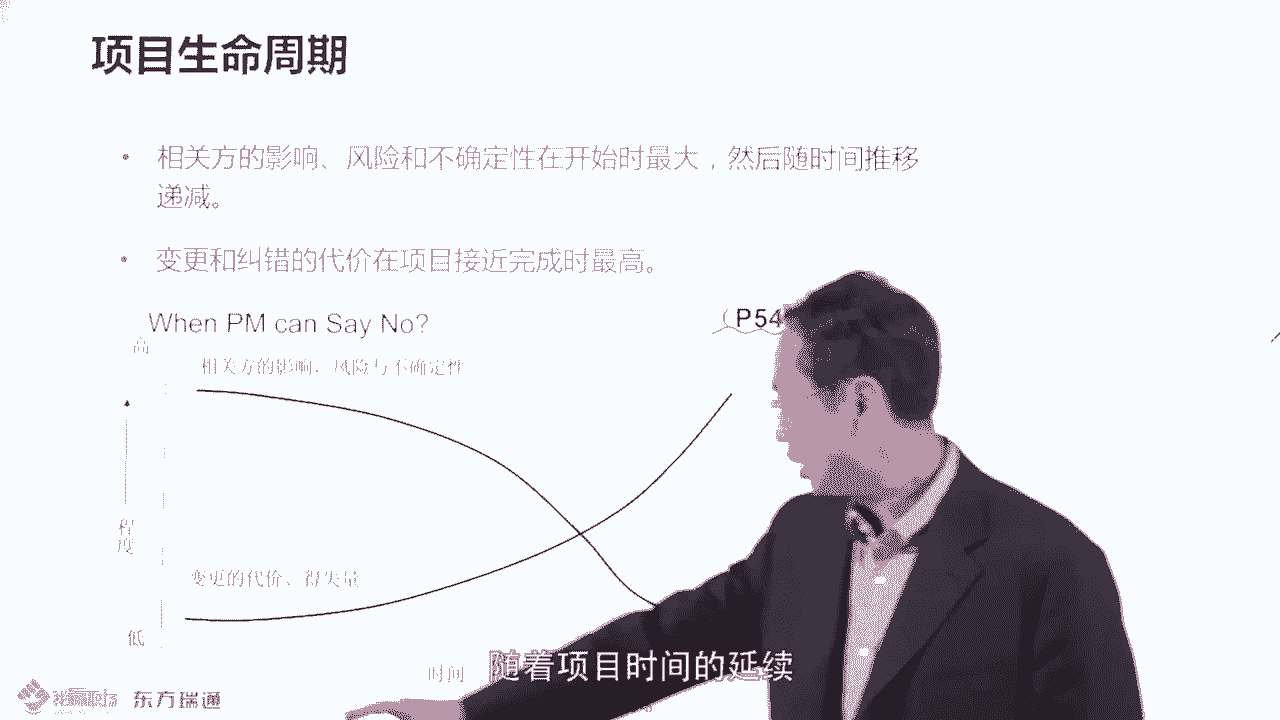 项目生命周期
• 相关方的影响、风险和不确定性在开始时最大，然后随时间推移
递减。
• 变更和纠错的代价在项目接近完成时最高。
When PM can Say No?
（P54
高
相关方的影响、风险与不确定性
程度
变更的代价、得失量
低
时间
随着项目时间的延续
东方瑞通